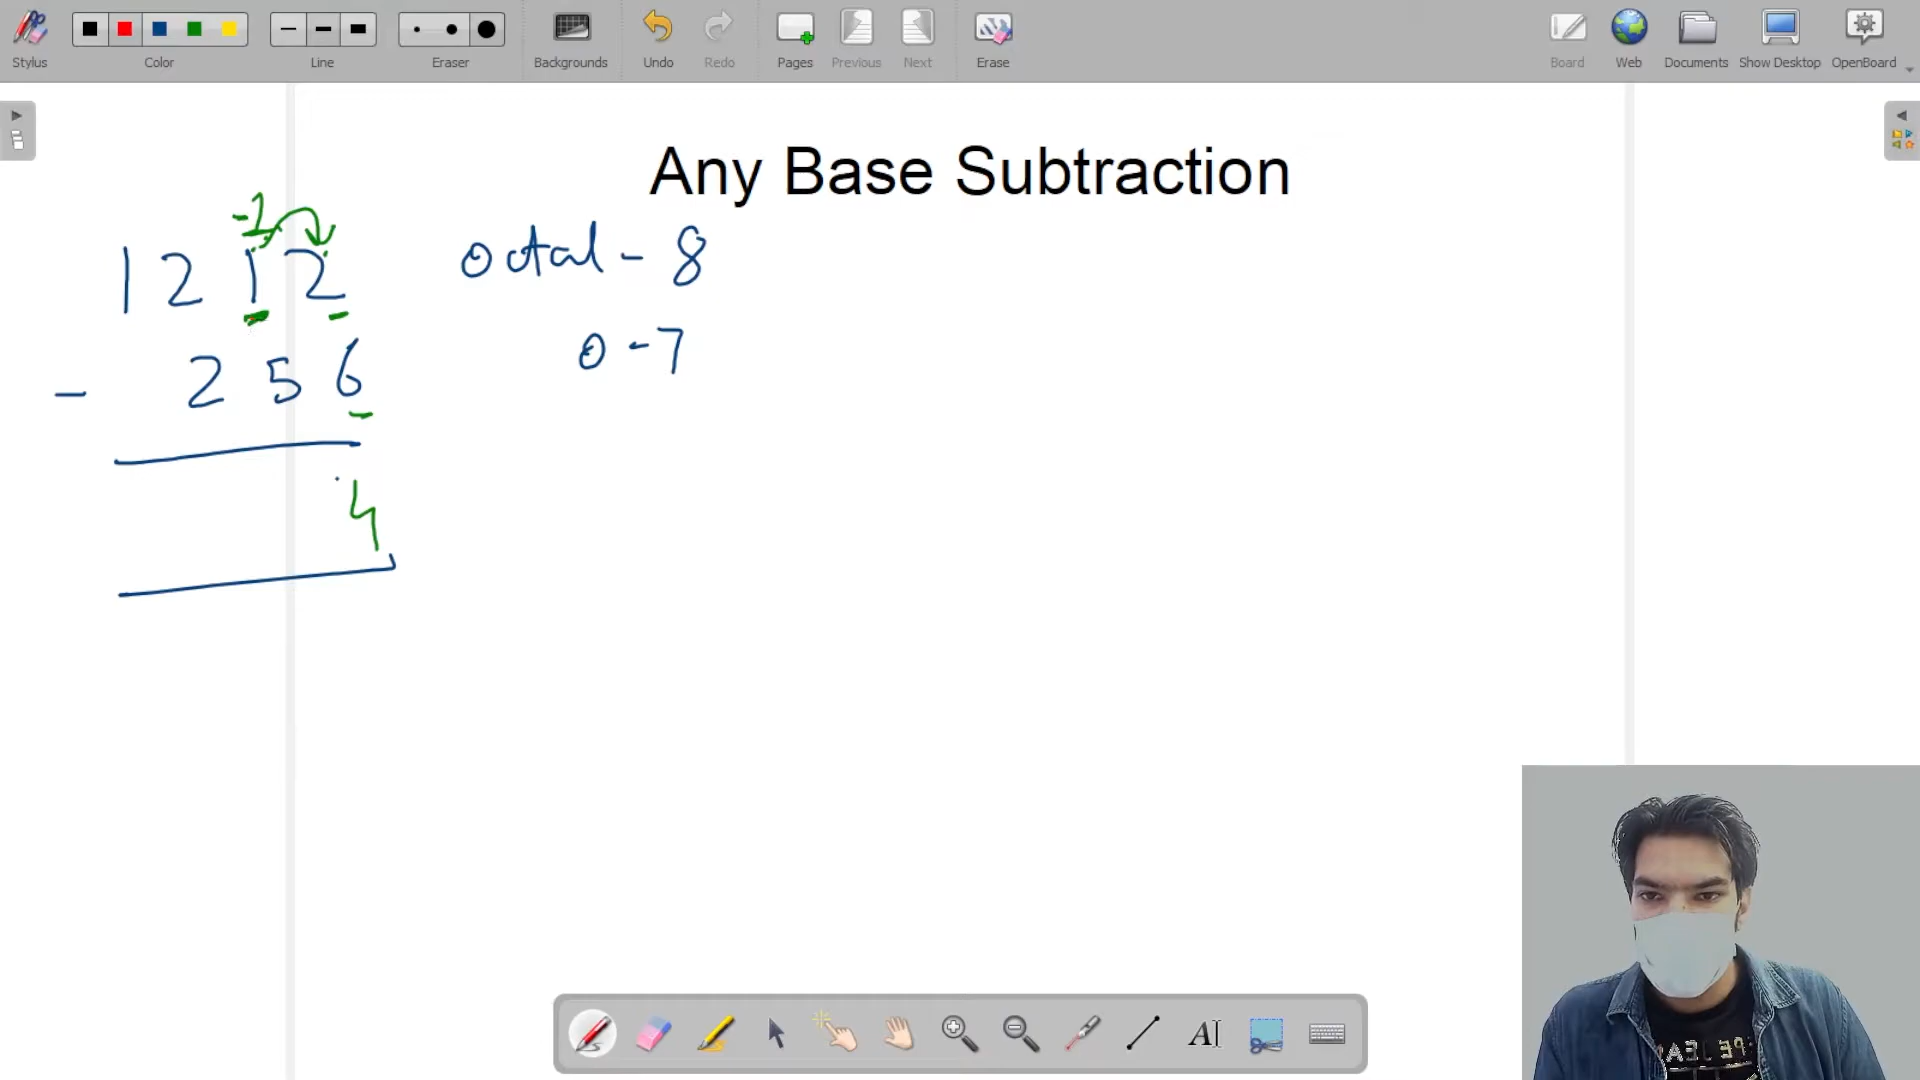 Stylus
Color
Line
Eraser
Backgrounds
Undo
Redo
Pages
Previous
Next
Erase
Board
Web
Documents
Show Desktop
OpenBoard
Any Base Subtraction
-1
1 2 1 2
- 2 5 6
4
octal - 8
0 - 7